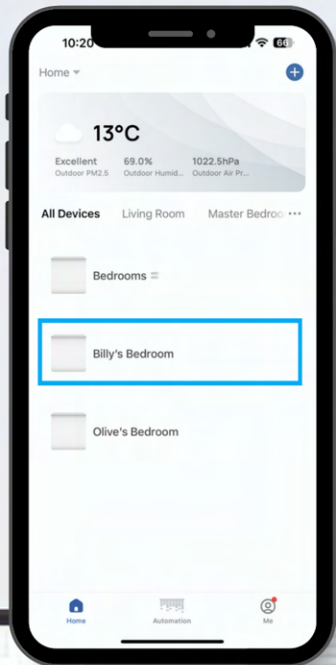 10:20
66
Home
13°C
Excellent 69.0% 1022.5hPa
Outdoor PM2.5 Outdoor Humid... Outdoor Air Pr...
All Devices Living Room Master Bedroo
Bedrooms
Billy's Bedroom
Olive's Bedroom
Home Automation Me